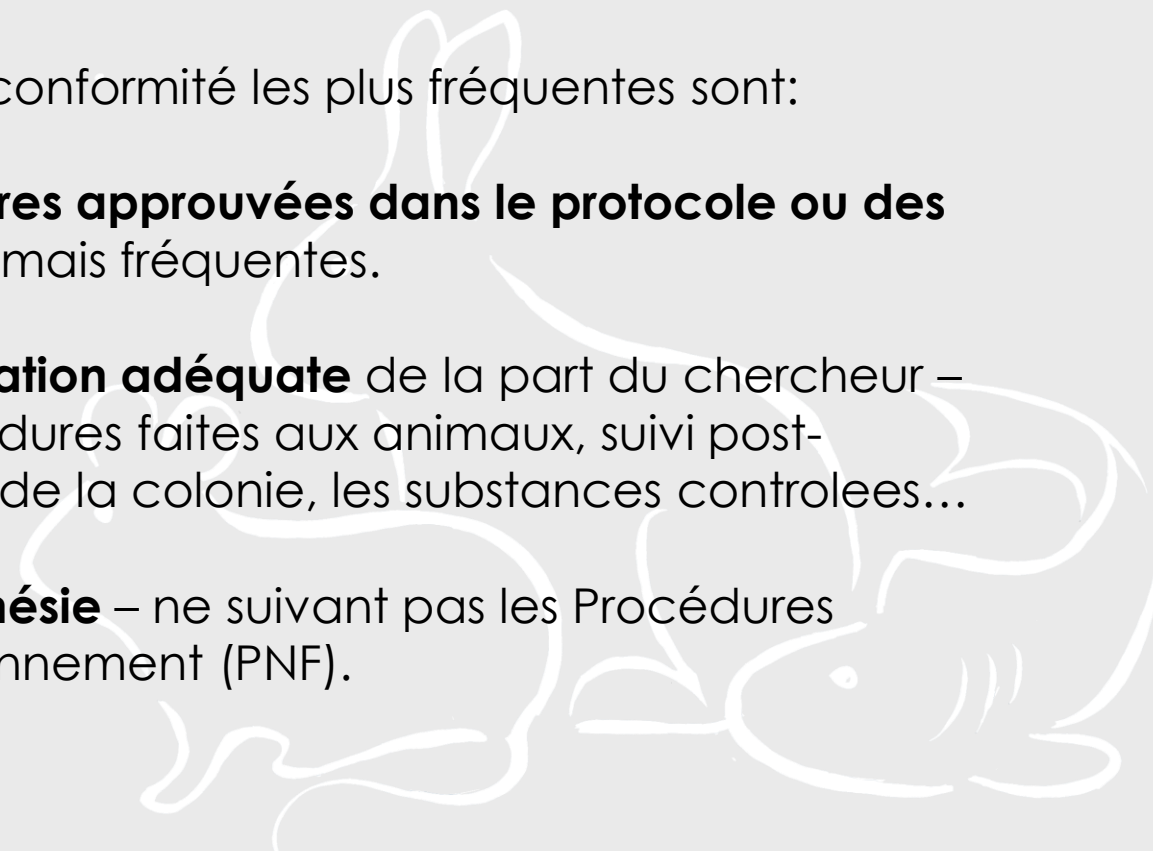 conformité les plus fréquentes sont:
res approuvées dans le protocole ou des
mais fréquentes.
ation adéquate de la part du chercheur –
dures faites aux animaux, suivi post-
de la colonie, les substances controlees…
nésie – ne suivant pas les Procédures
nnement (PNF).